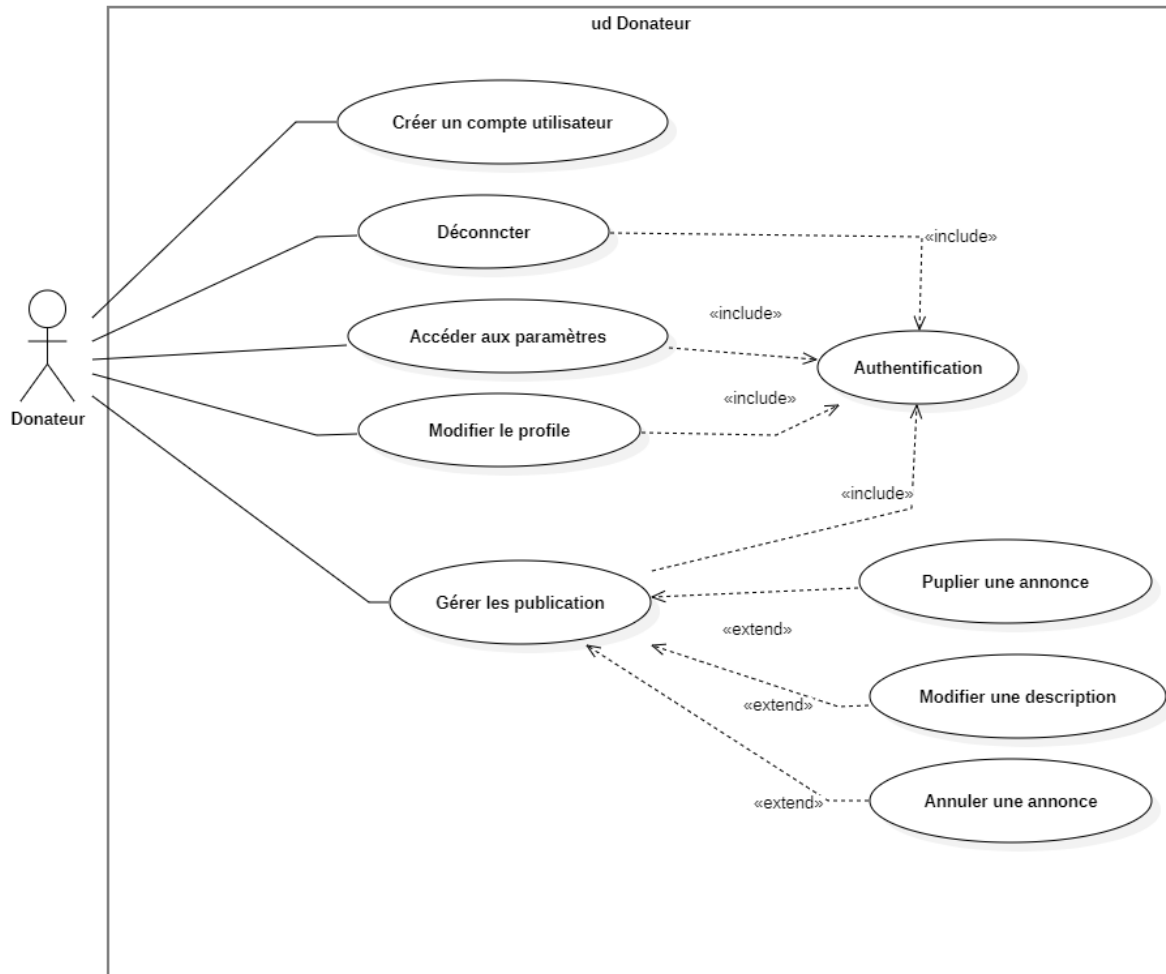 ud Donateur
Créer un compte utilisateur
Déconncter
«include»
«include»
Accéder aux paramètres
Authentification
«include»
Donateur
Modifier le profile
«include»
Puplier une annonce
Gérer les publication
«extend»
Modifier une description
«extend»
Annuler une annonce
«extend»